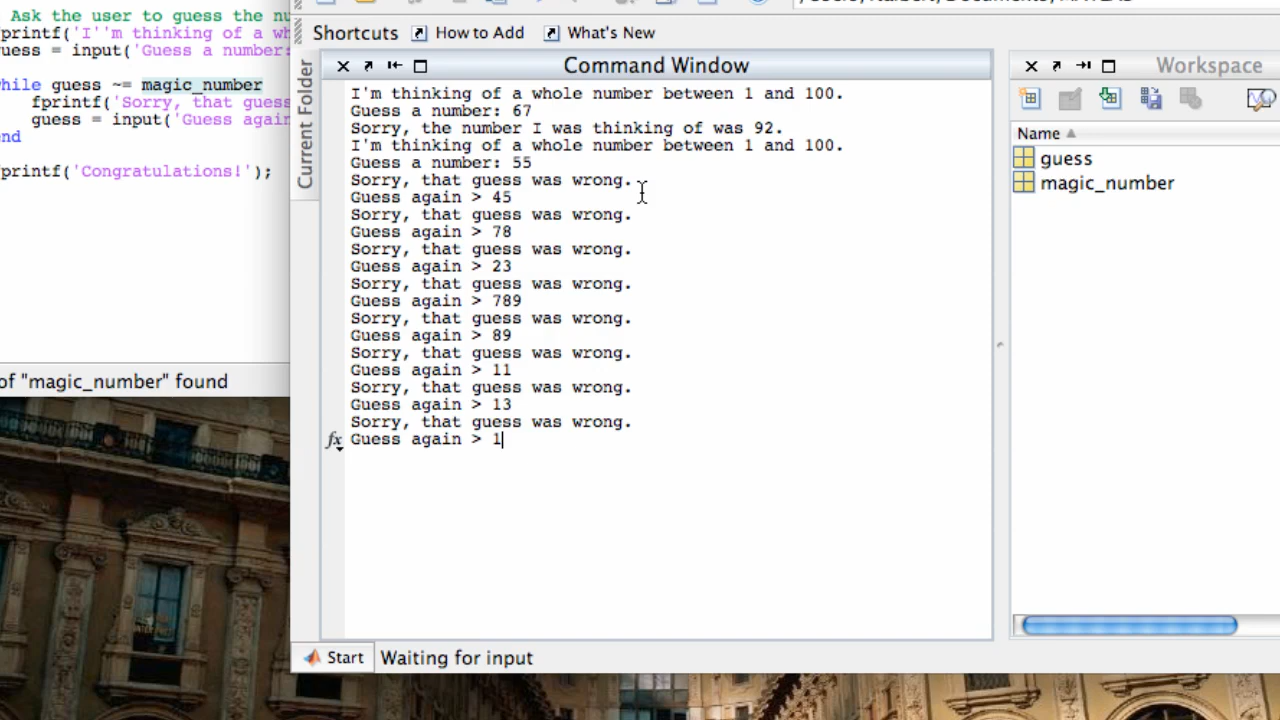 Ask the user to guess the nu
printf('I''m thinking of a wh
guess = input('Guess a number:
hile guess ~= magic_number
fprintf('Sorry, that guess
guess = input('Guess again
nd
printf('Congratulations!');
of "magic_number" found
Shortcuts How to Add What's New
Current Folder
Command Window
I'm thinking of a whole number between 1 and 100.
Guess a number: 67
Sorry, the number I was thinking of was 92.
I'm thinking of a whole number between 1 and 100.
Guess a number: 55
Sorry, that guess was wrong.
Guess again > 45
Sorry, that guess was wrong.
Guess again > 78
Sorry, that guess was wrong.
Guess again > 23
Sorry, that guess was wrong.
Guess again > 789
Sorry, that guess was wrong.
Guess again > 89
Sorry, that guess was wrong.
Guess again > 11
Sorry, that guess was wrong.
Guess again > 13
Sorry, that guess was wrong.
fx Guess again > 1
Start Waiting for input
Workspace
Name
guess
magic_number